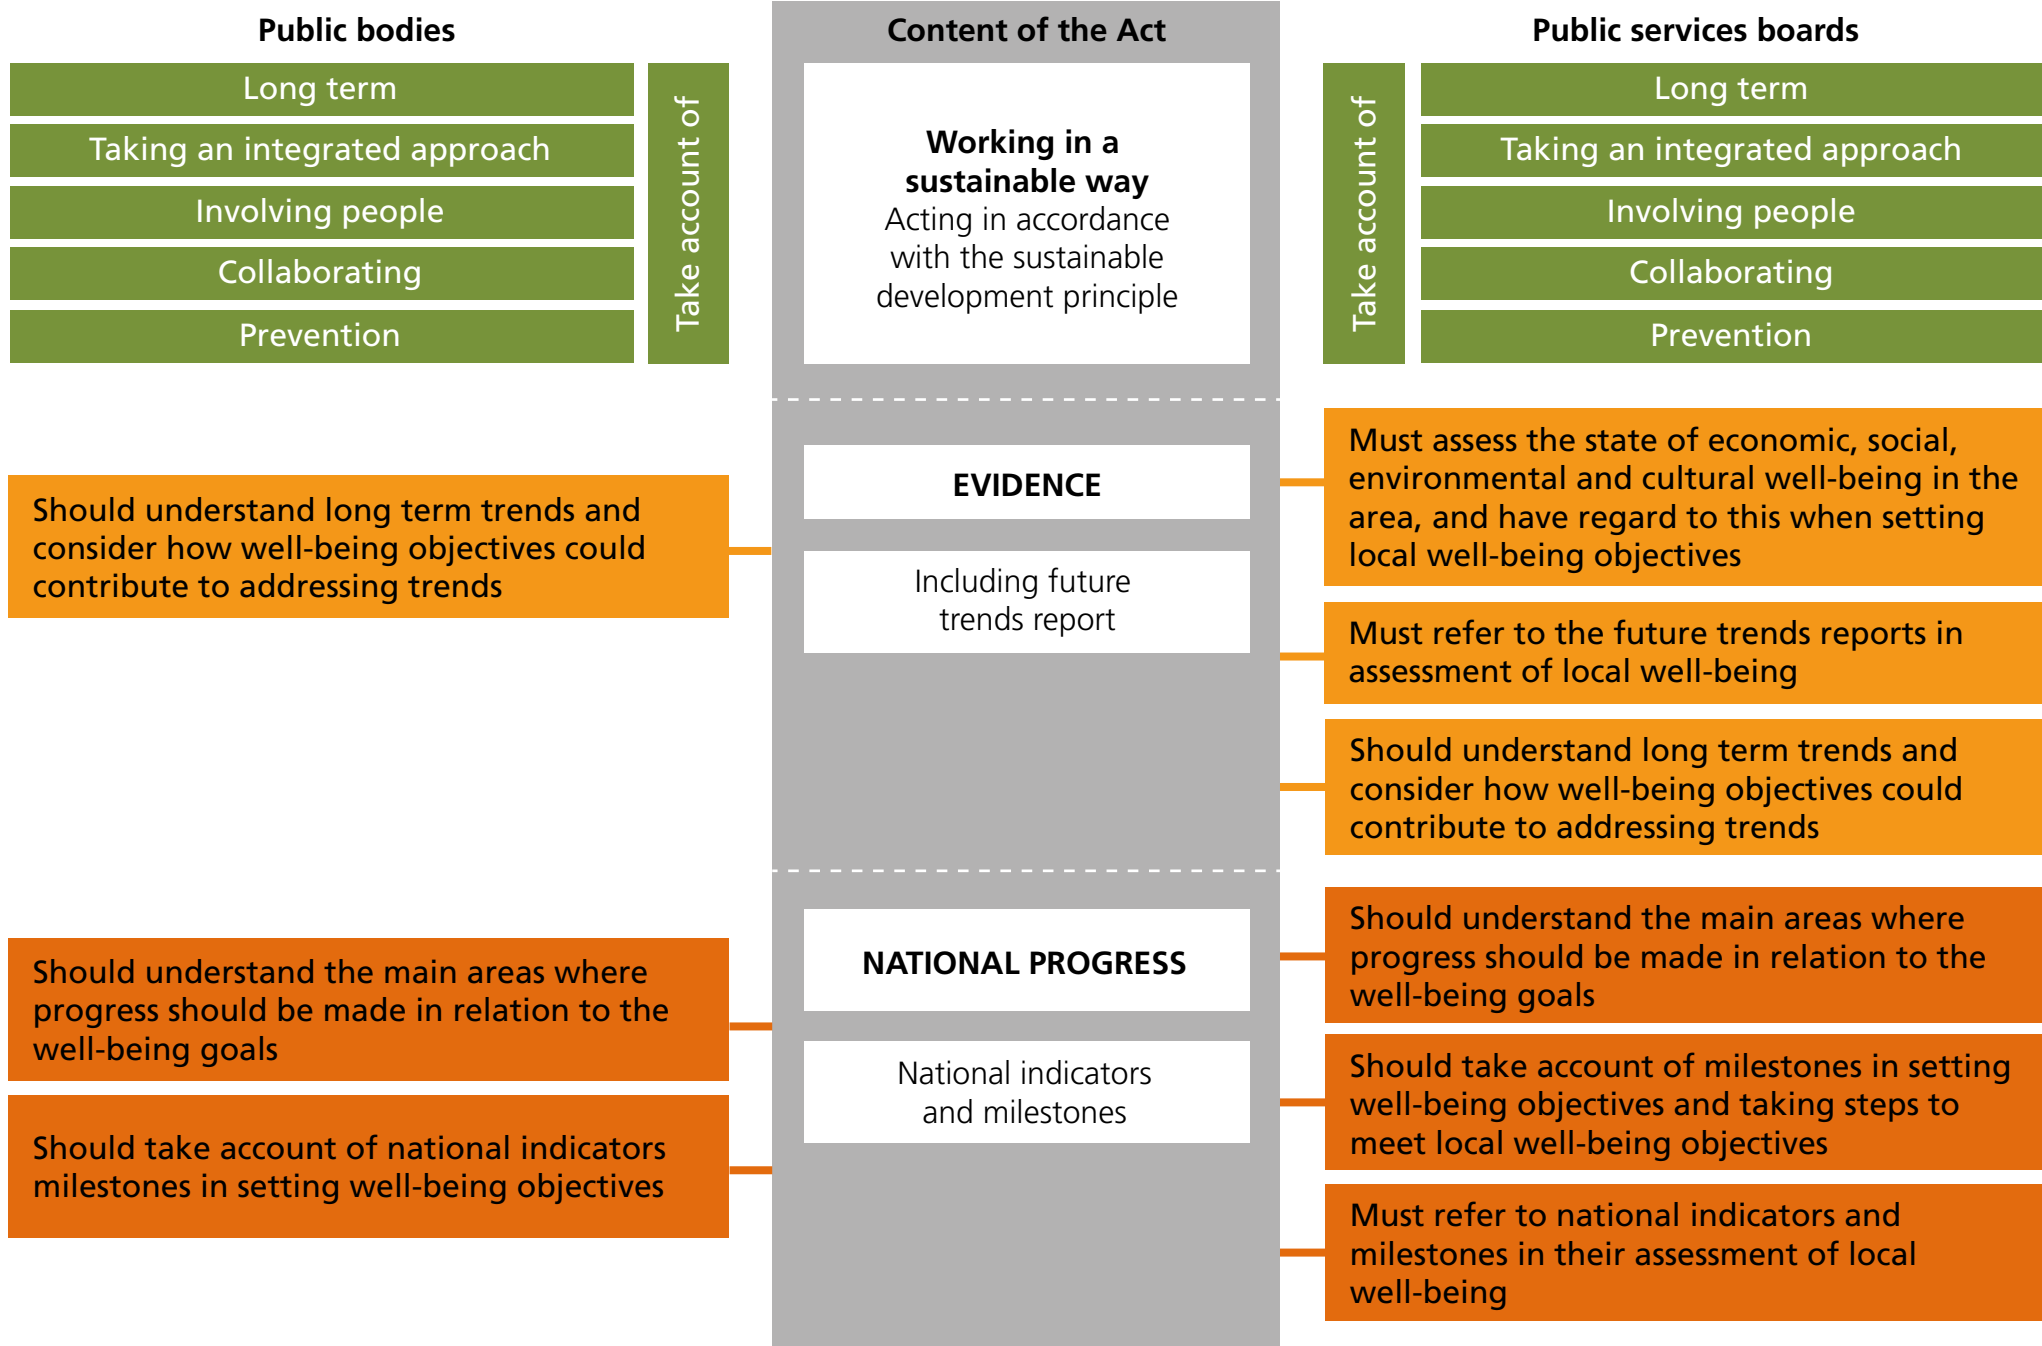 Public bodies
Long term
Taking an integrated approach
Involving people
Collaborating
Prevention
Take account of
Should understand long term trends and
consider how well-being objectives could
contribute to addressing trends
Should understand the main areas where
progress should be made in relation to the
well-being goals
Should take account of national indicators
milestones in setting well-being objectives
Content of the Act
Working in a
sustainable way
Acting in accordance
with the sustainable
development principle
EVIDENCE
Including future
trends report
NATIONAL PROGRESS
National indicators
and milestones
Public services boards
Take account of
Long term
Taking an integrated approach
Involving people
Collaborating
Prevention
Must assess the state of economic, social,
environmental and cultural well-being in the
area, and have regard to this when setting
local well-being objectives
Must refer to the future trends reports in
assessment of local well-being
Should understand long term trends and
consider how well-being objectives could
contribute to addressing trends
Should understand the main areas where
progress should be made in relation to the
well-being goals
Should take account of milestones in setting
well-being objectives and taking steps to
meet local well-being objectives
Must refer to national indicators and
milestones in their assessment of local
well-being